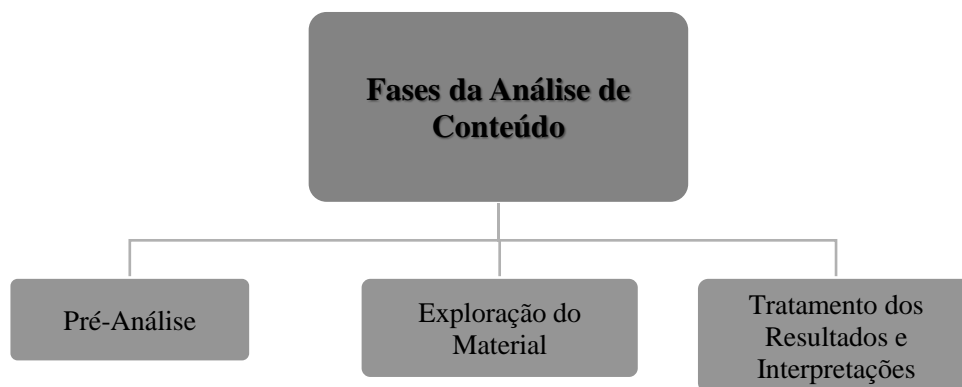 Fases da Análise de
Conteúdo
Pré-Análise
Exploração do
Material
Tratamento dos
Resultados e
Interpretações